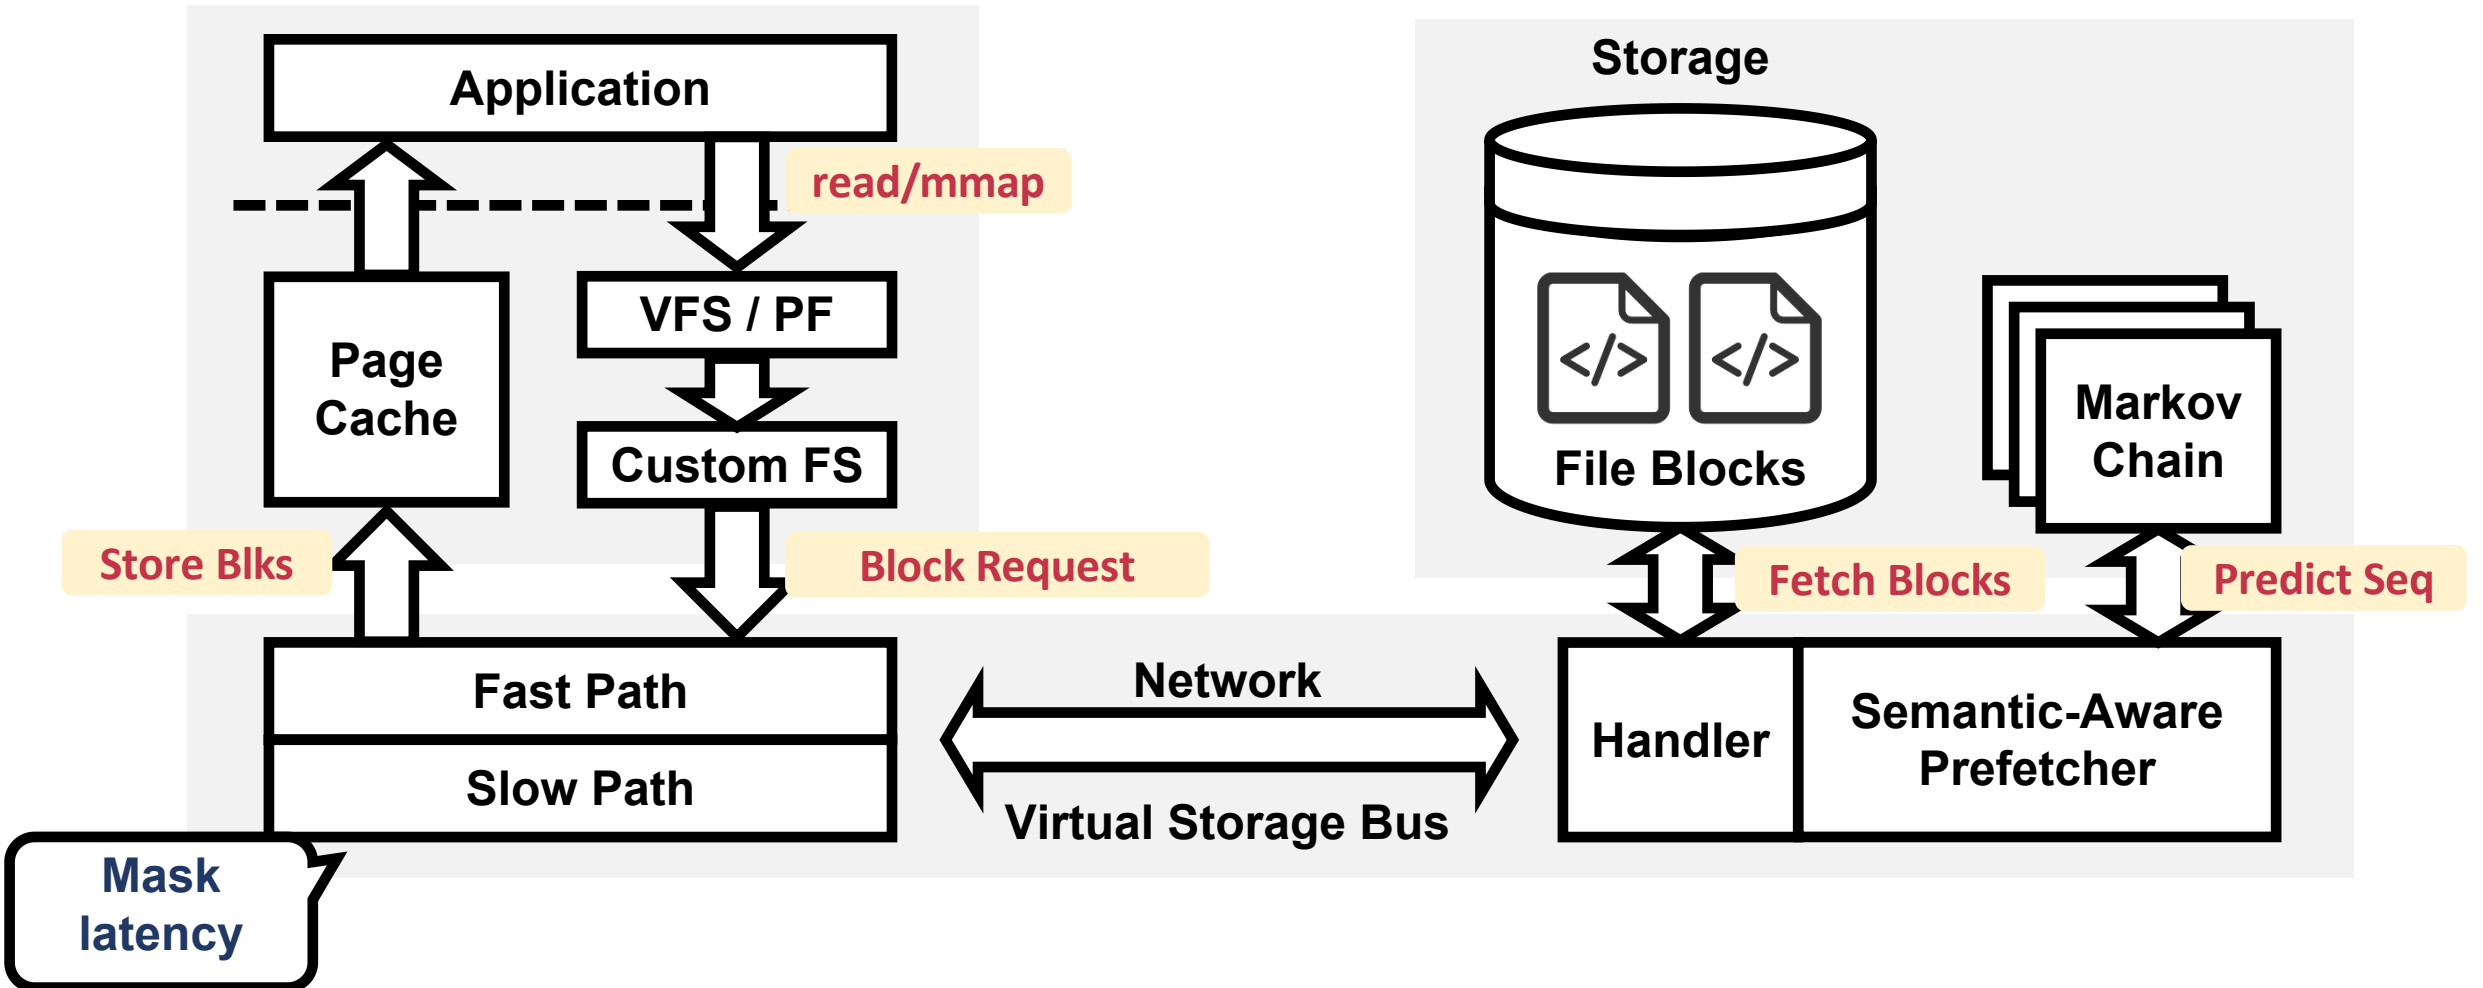 Application
read/mmap
VFS / PF
Page
Cache
Custom FS
Store Blks
Block Request
Fast Path
Slow Path
Mask
latency
Network
Virtual Storage Bus
Storage
</>
</>
File Blocks
Markov
Chain
Fetch Blocks
Predict Seq
Handler
Semantic-Aware
Prefetcher